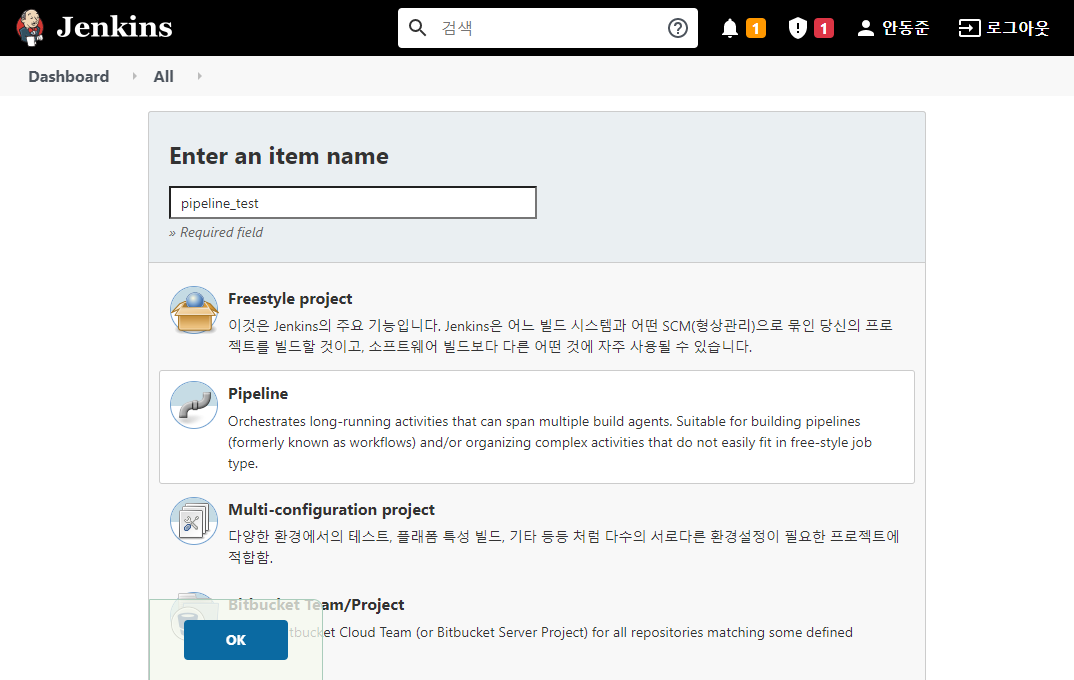 Jenkins
검색
1
1
안동준
로그아웃
Dashboard
All
Enter an item name
pipeline_test
» Required field
Freestyle project
이것은 Jenkins의 주요 기능입니다. Jenkins은 어느 빌드 시스템과 어떤 SCM(형상관리)으로 묶인 당신의 프로
젝트를 빌드할 것이고, 소프트웨어 빌드보다 다른 어떤 것에 자주 사용될 수 있습니다.
Pipeline
Orchestrates long-running activities that can span multiple build agents. Suitable for building pipelines
(formerly known as workflows) and/or organizing complex activities that do not easily fit in free-style job
type.
Multi-configuration project
다양한 환경에서의 테스트, 플래폼 특성 빌드, 기타 등등 처럼 다수의 서로다른 환경설정이 필요한 프로젝트에
적합함.
Bitbucket Team/Project
Cloud Team (or Bitbucket Server Project) for all repositories matching some defined
OK